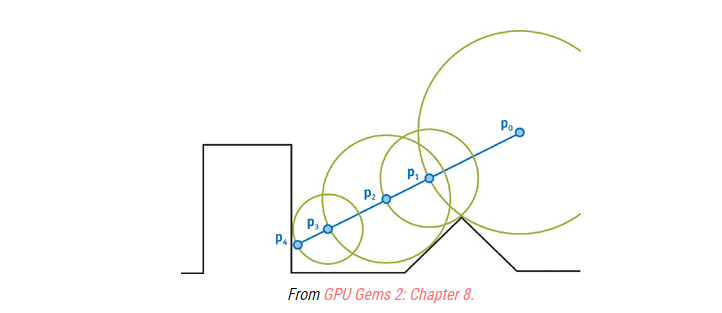 p₀
p₁
p₂
p₃
p₄
From GPU Gems 2: Chapter 8.